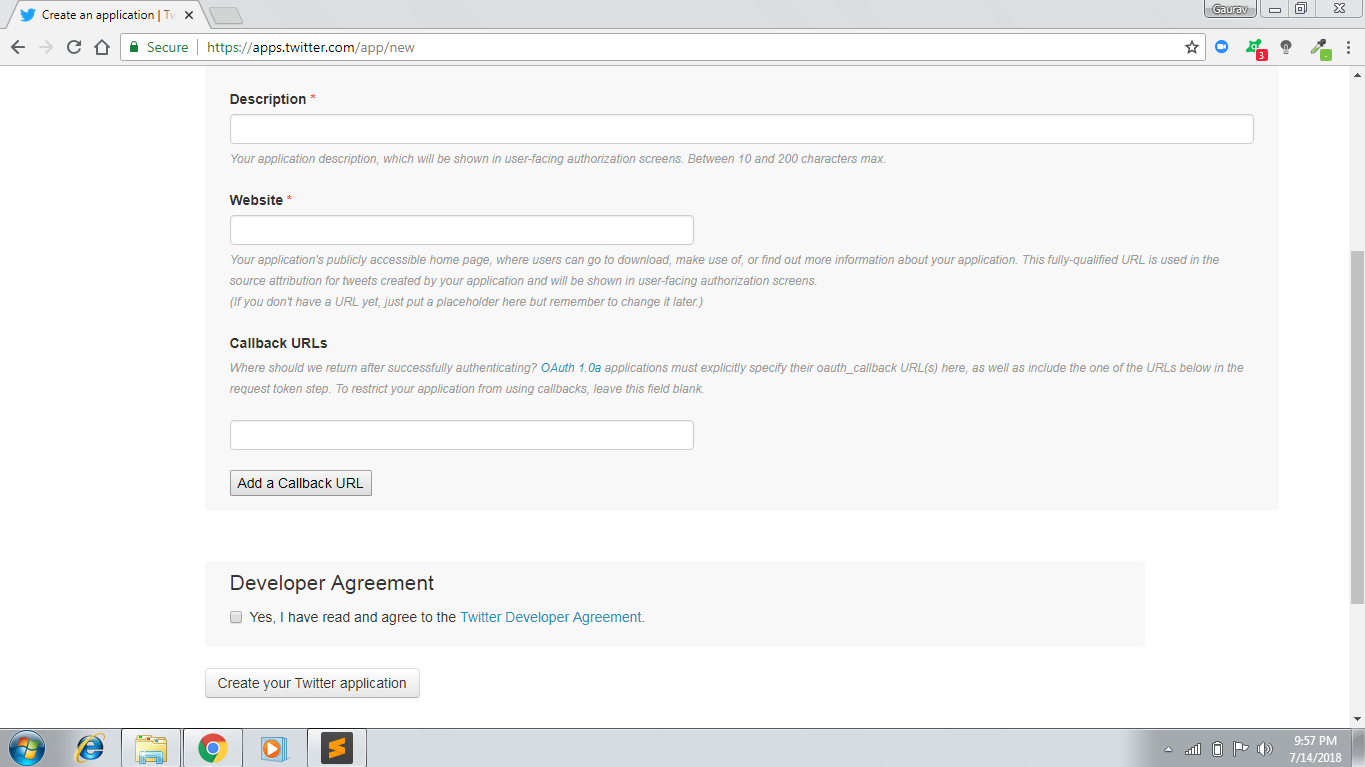 Create an application | Tw
Gaurav
Secure
https://apps.twitter.com/app/new
3
Description *
Your application description, which will be shown in user-facing authorization screens. Between 10 and 200 characters max.
Website *
Your application's publicly accessible home page, where users can go to download, make use of, or find out more information about your application. This fully-qualified URL is used in the
source attribution for tweets created by your application and will be shown in user-facing authorization screens.
(If you don't have a URL yet, just put a placeholder here but remember to change it later.)
Callback URLs
Where should we return after successfully authenticating? OAuth 1.0a applications must explicitly specify their oauth_callback URL(s) here, as well as include the one of the URLs below in the
request token step. To restrict your application from using callbacks, leave this field blank.
Add a Callback URL
Developer Agreement
Yes, I have read and agree to the Twitter Developer Agreement.
Create your Twitter application
9:57 PM
7/14/2018